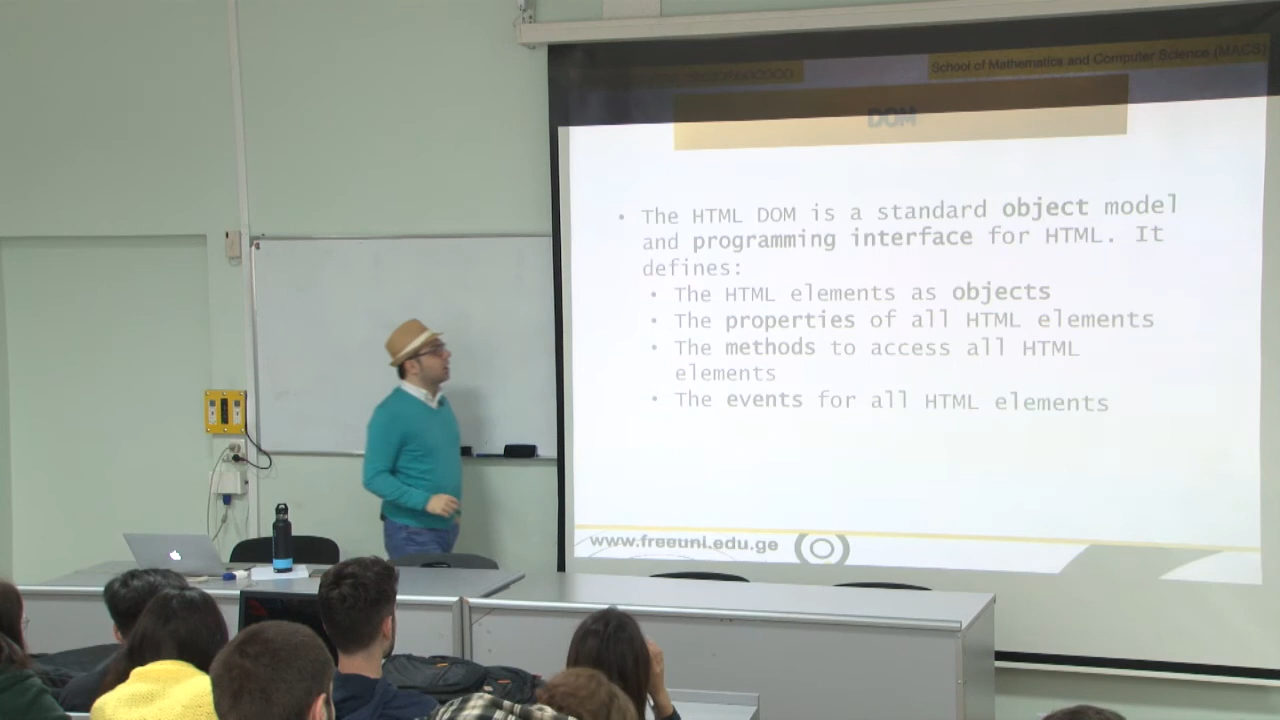 School of Mathematics and Computer Science (MACS)
DOM
• The HTML DOM is a standard object model
and programming interface for HTML. It
defines:
• The HTML elements as objects
• The properties of all HTML elements
• The methods to access all HTML
elements
• The events for all HTML elements
www.freeuni.edu.ge